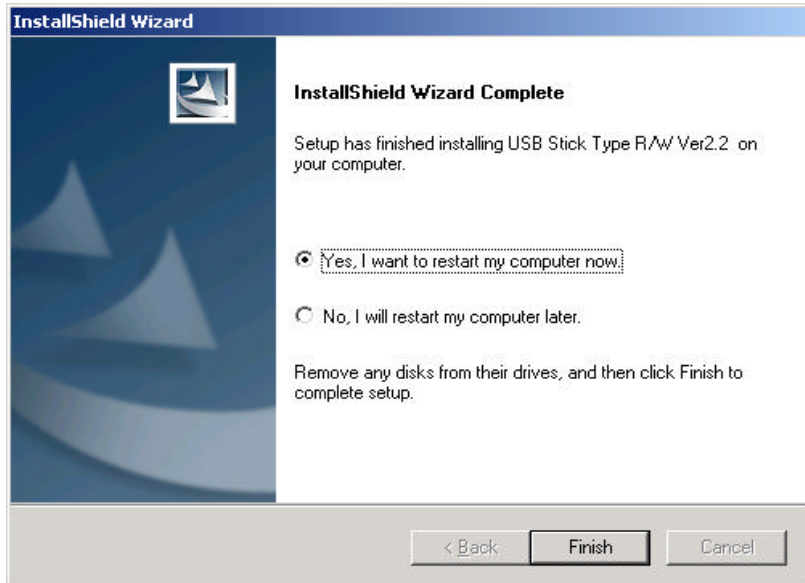 InstallShield Wizard
InstallShield Wizard Complete
Setup has finished installing USB Stick Type R/W Ver2.2 on
your computer.
Yes, I want to restart my computer now.
No, I will restart my computer later.
Remove any disks from their drives, and then click Finish to
complete setup.
< Back
Finish
Cancel